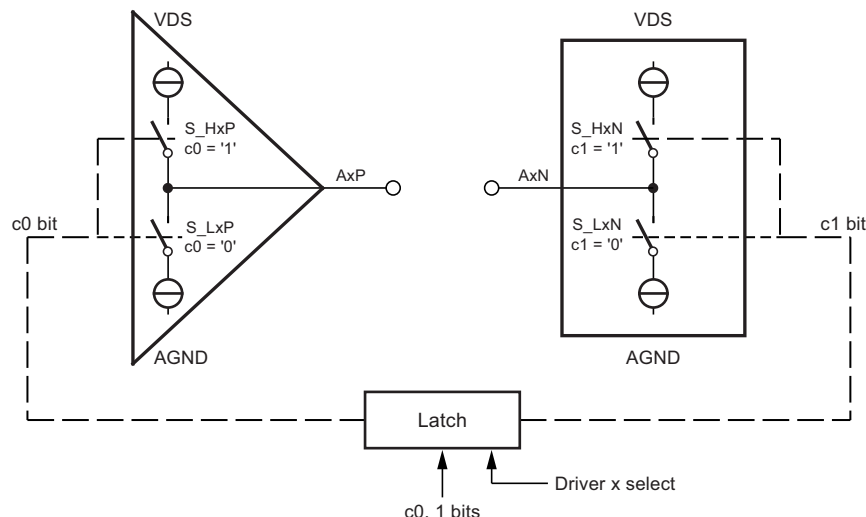 VDS
VDS
S_HxP
c0 = '1'
S_HxN
c1 = '1'
AxP
AxN
c0 bit
S_LxP
c0 = '0'
S_LxN
c1 = '0'
c1 bit
AGND
AGND
Latch
Driver x select
c0, 1 bits